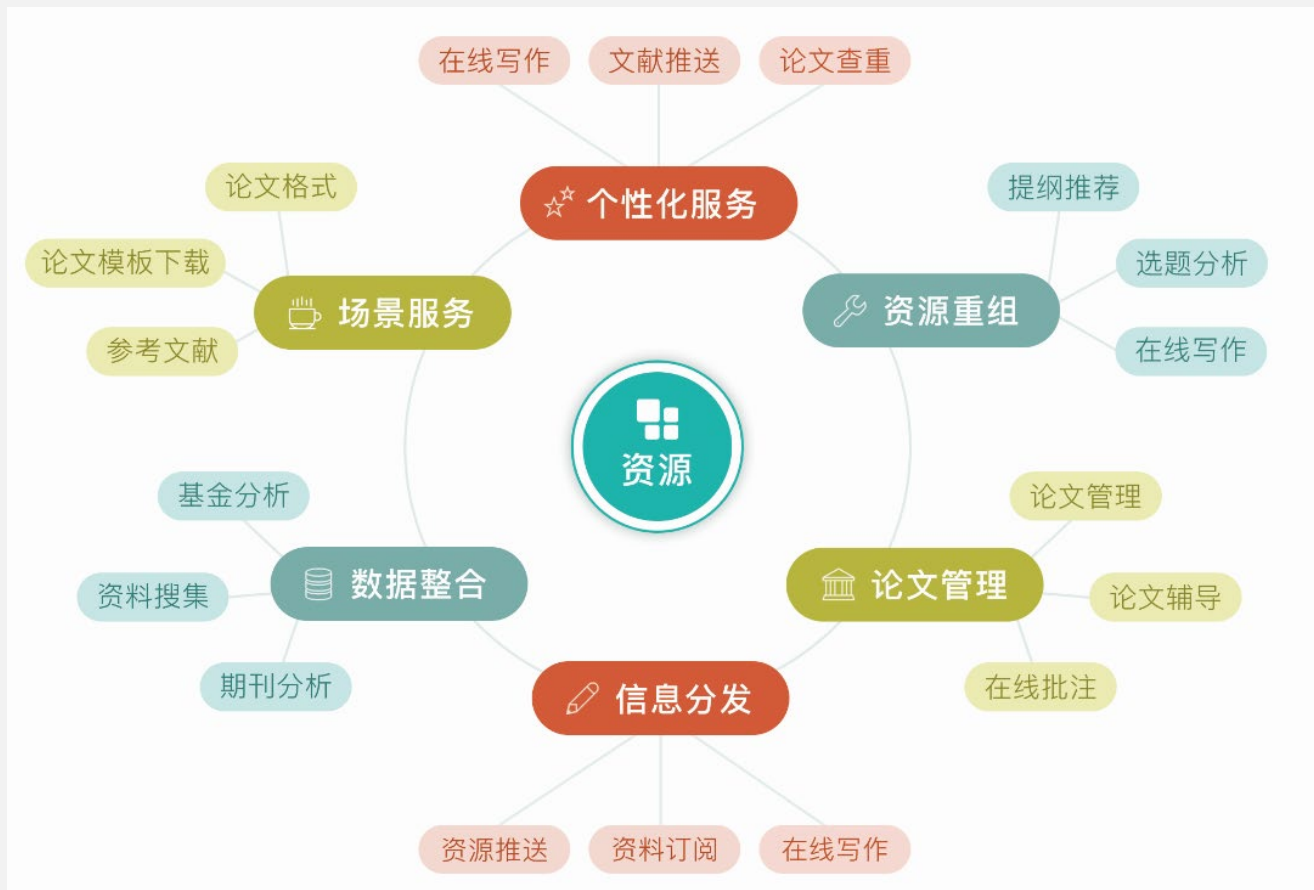 在线写作
文献推送
论文查重
个性化服务
论文格式
论文模板下载
参考文献
场景服务
提纲推荐
选题分析
在线写作
资源重组
资源
基金分析
资料搜集
期刊分析
数据整合
论文管理
论文管理
论文辅导
在线批注
信息分发
资源推送
资料订阅
在线写作